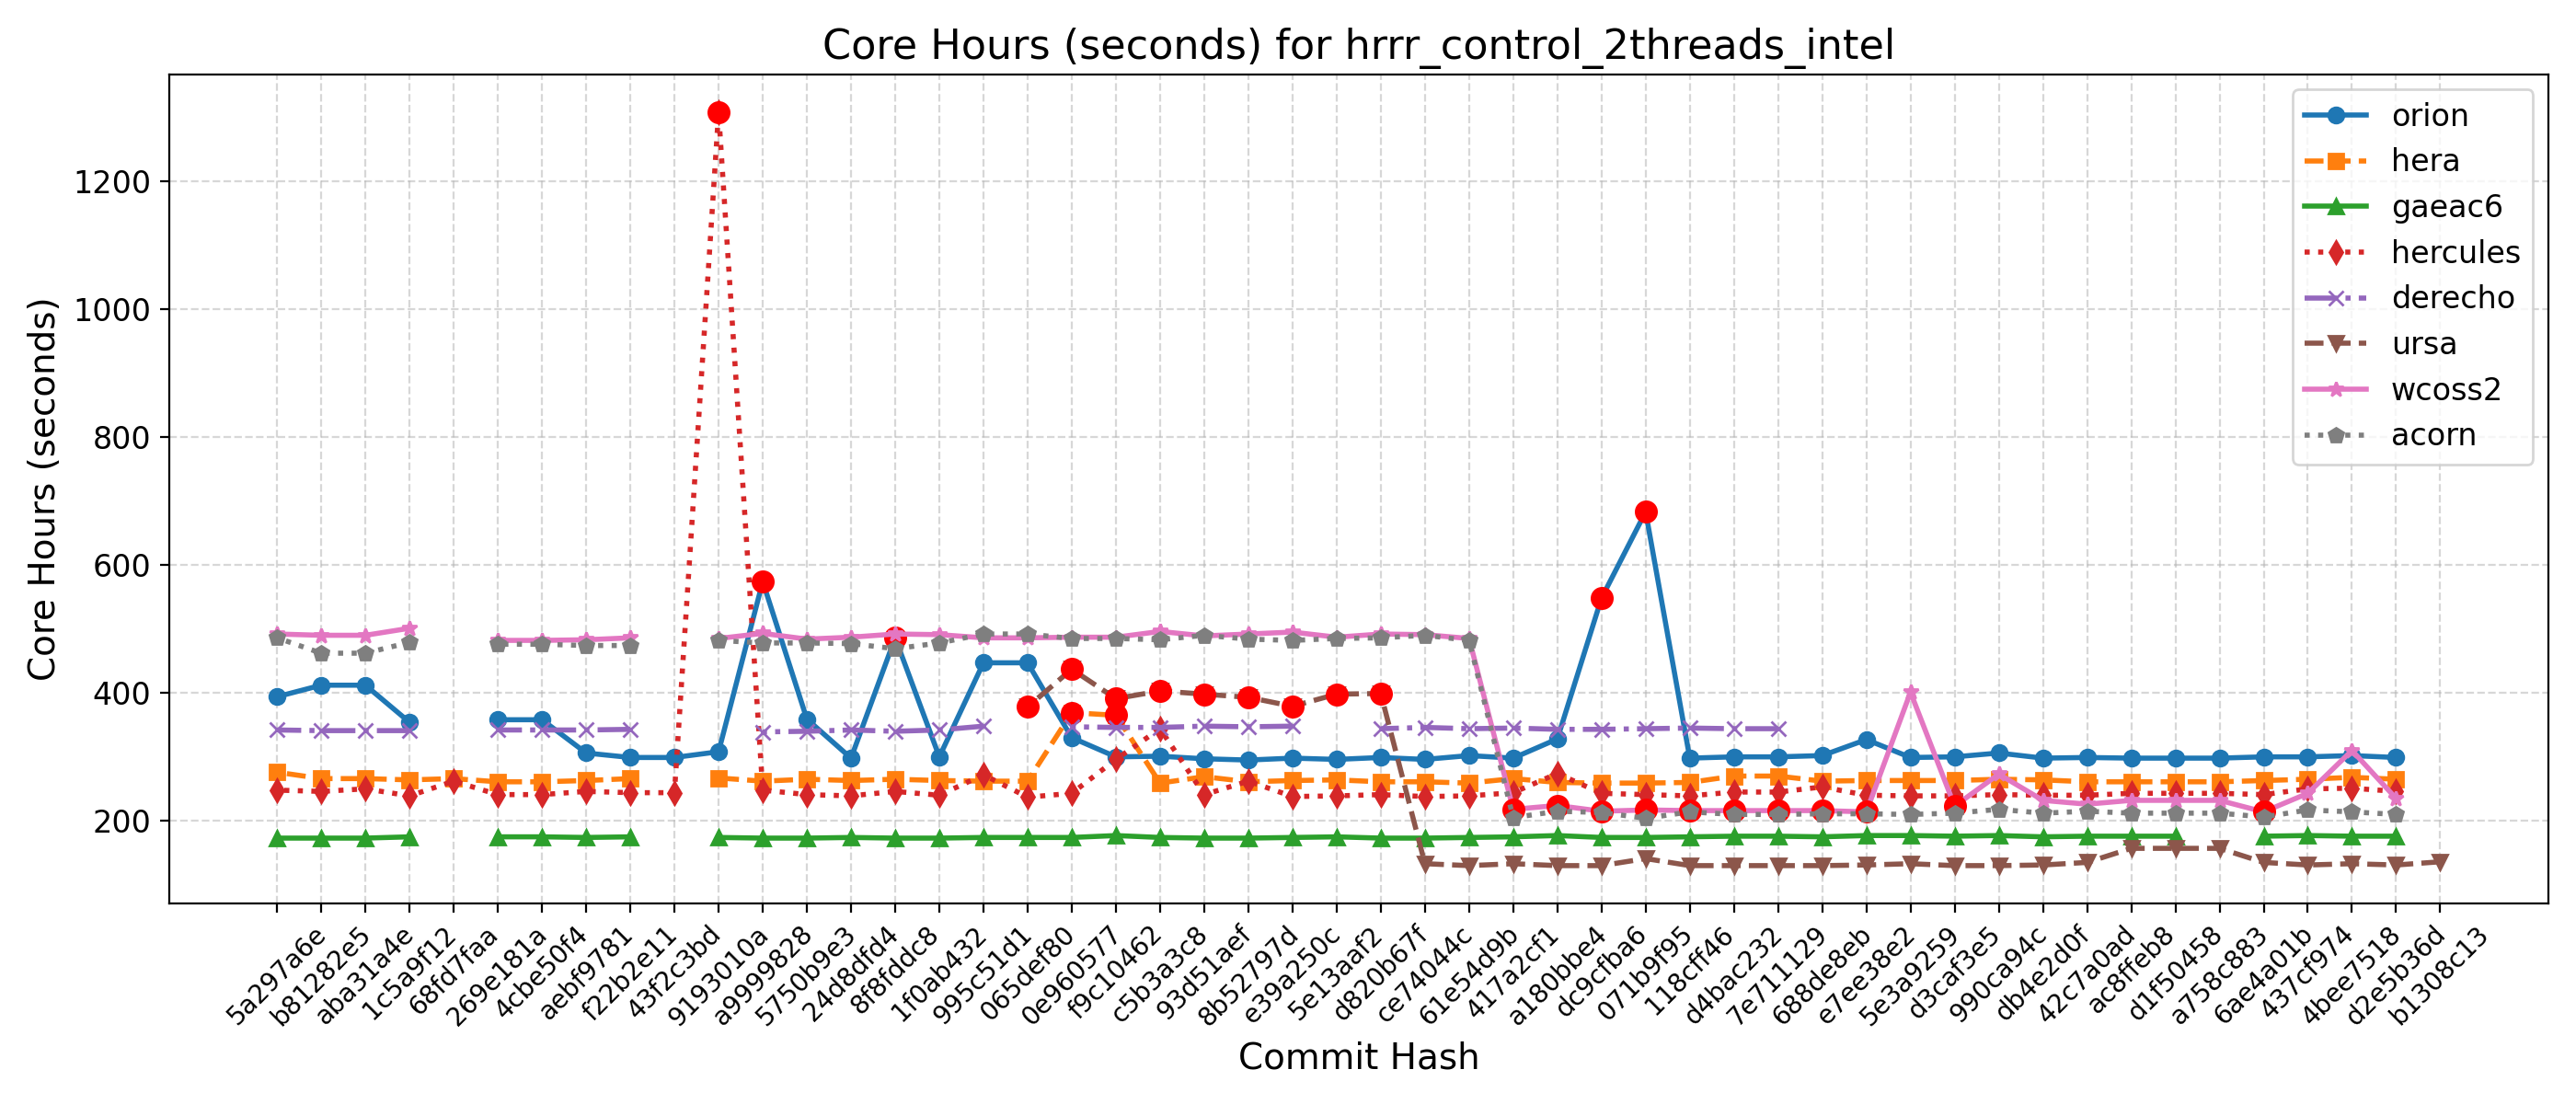 Core Hours (seconds) for hrrr_control_2threads_intel
Core Hours (seconds)
1200
1000
800
600
400
200
orion
hera
gaeac6
hercules
derecho
ursa
wcoss2
acorn
5a297a6e
b81282e5
aba31a4e
1c5a9f12
68fd7faa
269e181a
4cbe50f4
aebf9781
f22b2e11
43f2c3bd
9193010a
a9999828
5750b9e3
24d8dfd4
8f8fddc8
1f0ab432
995c51d1
065def80
0e960577
f9c10462
c5b3a3c8
93d51aef
8b52797d
e39a250c
5e13aaf2
d820b67f
ce74044c
61e54d9b
417a2cf1
a180bbe4
dc9cfba6
071b9f95
118cff46
d4bac232
7e711129
688de8eb
e7ee38e2
5e3a9259
d3caf3e5
990ca94c
db4e2d0f
42c7a0ad
ac8ffeb8
d1f50458
a758c883
6ae4a01b
437cf974
4bee7518
d2e5b36d
b1308c13
Commit Hash